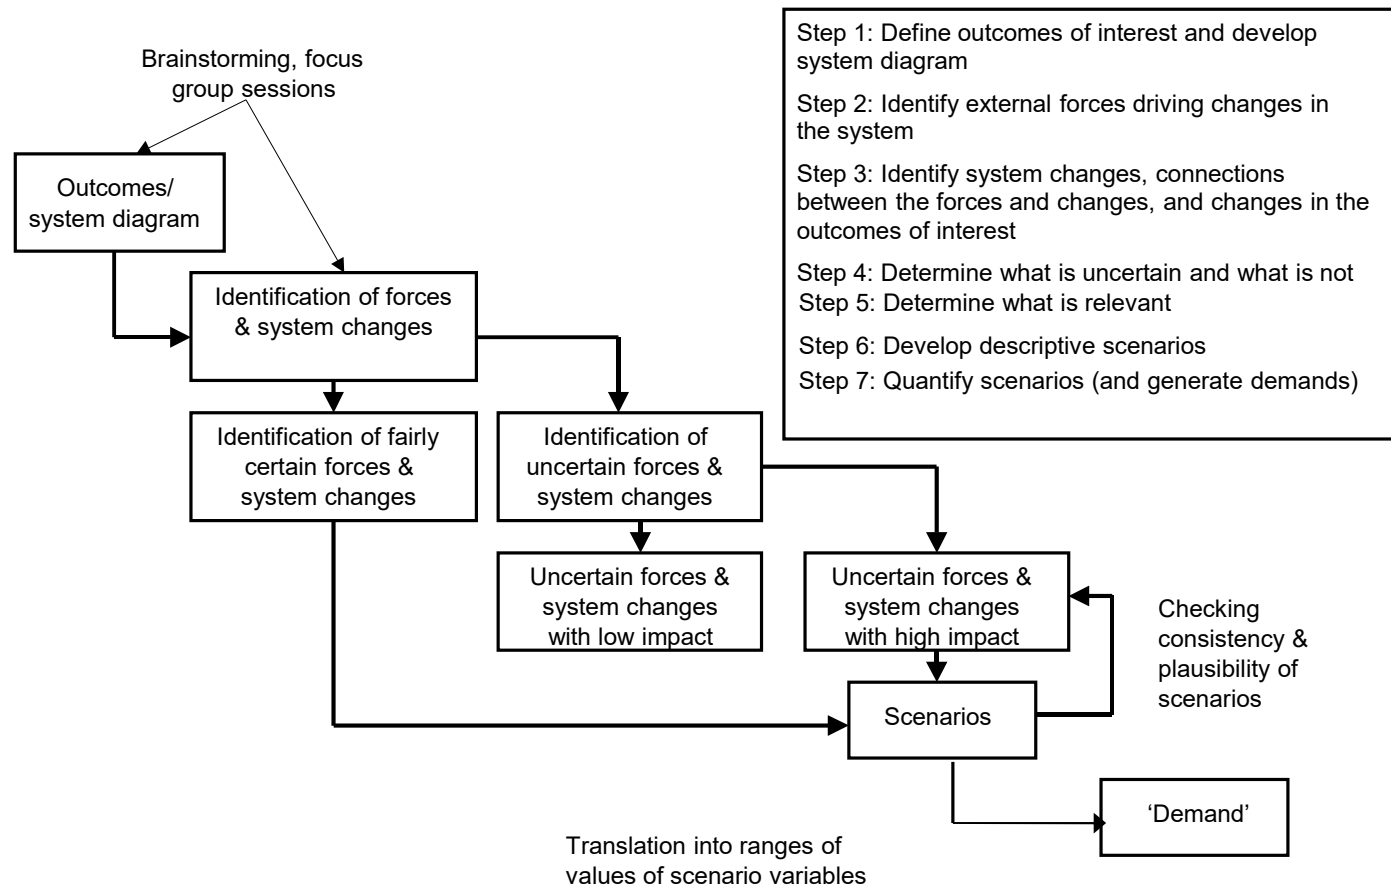 Brainstorming, focus
group sessions
Outcomes/
system diagram
Identification of forces
& system changes
Identification of fairly
certain forces &
system changes
Identification of
uncertain forces &
system changes
Uncertain forces &
system changes
with low impact
Uncertain forces &
system changes
with high impact
Checking
consistency &
plausibility of
scenarios
Scenarios
‘Demand’
Translation into ranges of
values of scenario variables
Step 1: Define outcomes of interest and develop
system diagram
Step 2: Identify external forces driving changes in
the system
Step 3: Identify system changes, connections
between the forces and changes, and changes in the
outcomes of interest
Step 4: Determine what is uncertain and what is not
Step 5: Determine what is relevant
Step 6: Develop descriptive scenarios
Step 7: Quantify scenarios (and generate demands)